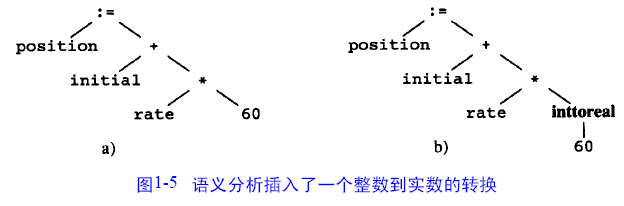 := :=
position + position +
initial * initial *
rate 60 rate inttoreal
a) b) 60
图1-5 语义分析插入了一个整数到实数的转换